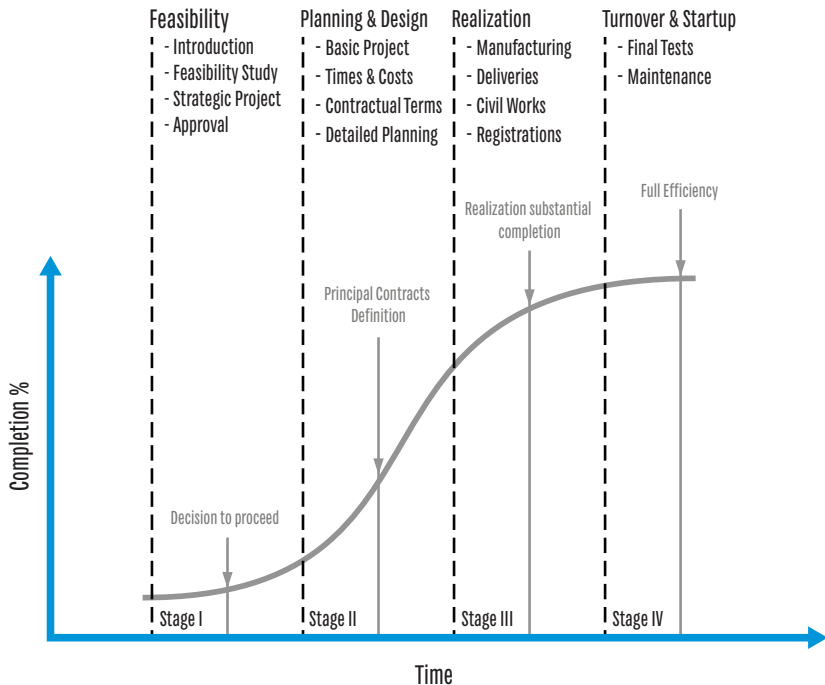 Feasibility
- Introduction
- Feasibility Study
- Strategic Project
- Approval
Planning & Design
- Basic Project
- Times & Costs
- Contractual Terms
- Detailed Planning
Realization
- Manufacturing
- Deliveries
- Civil Works
- Registrations
Turnover & Startup
- Final Tests
- Maintenance
Full Efficiency
Realization substantial
completion
Principal Contracts
Definition
Decision to proceed
Completion %
Stage I
Stage II
Stage III
Stage IV
Time